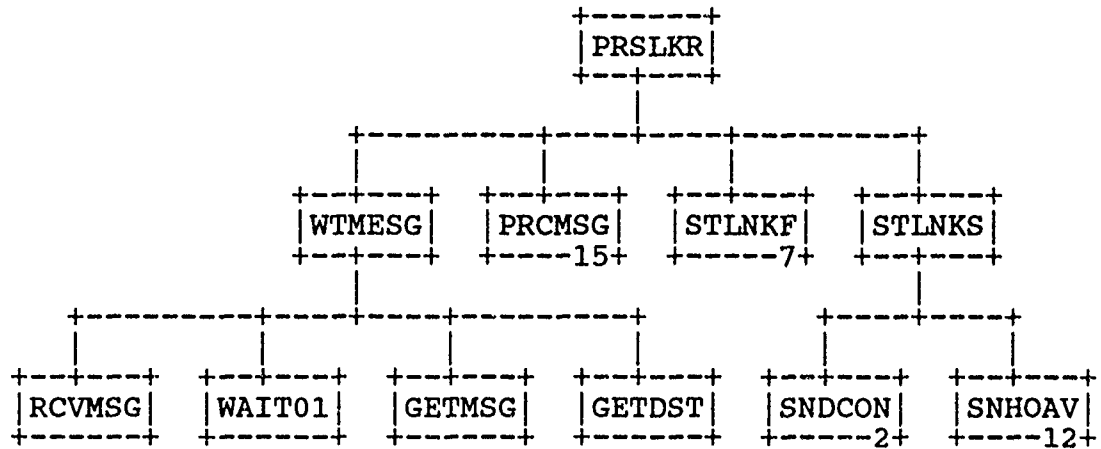 PRSLKR
WTMESG PRCMSG STLNKF STLNKS
15 7
RCVMSG WAIT01 GETMSG GETDST SNDCON SNHOAV
2 12